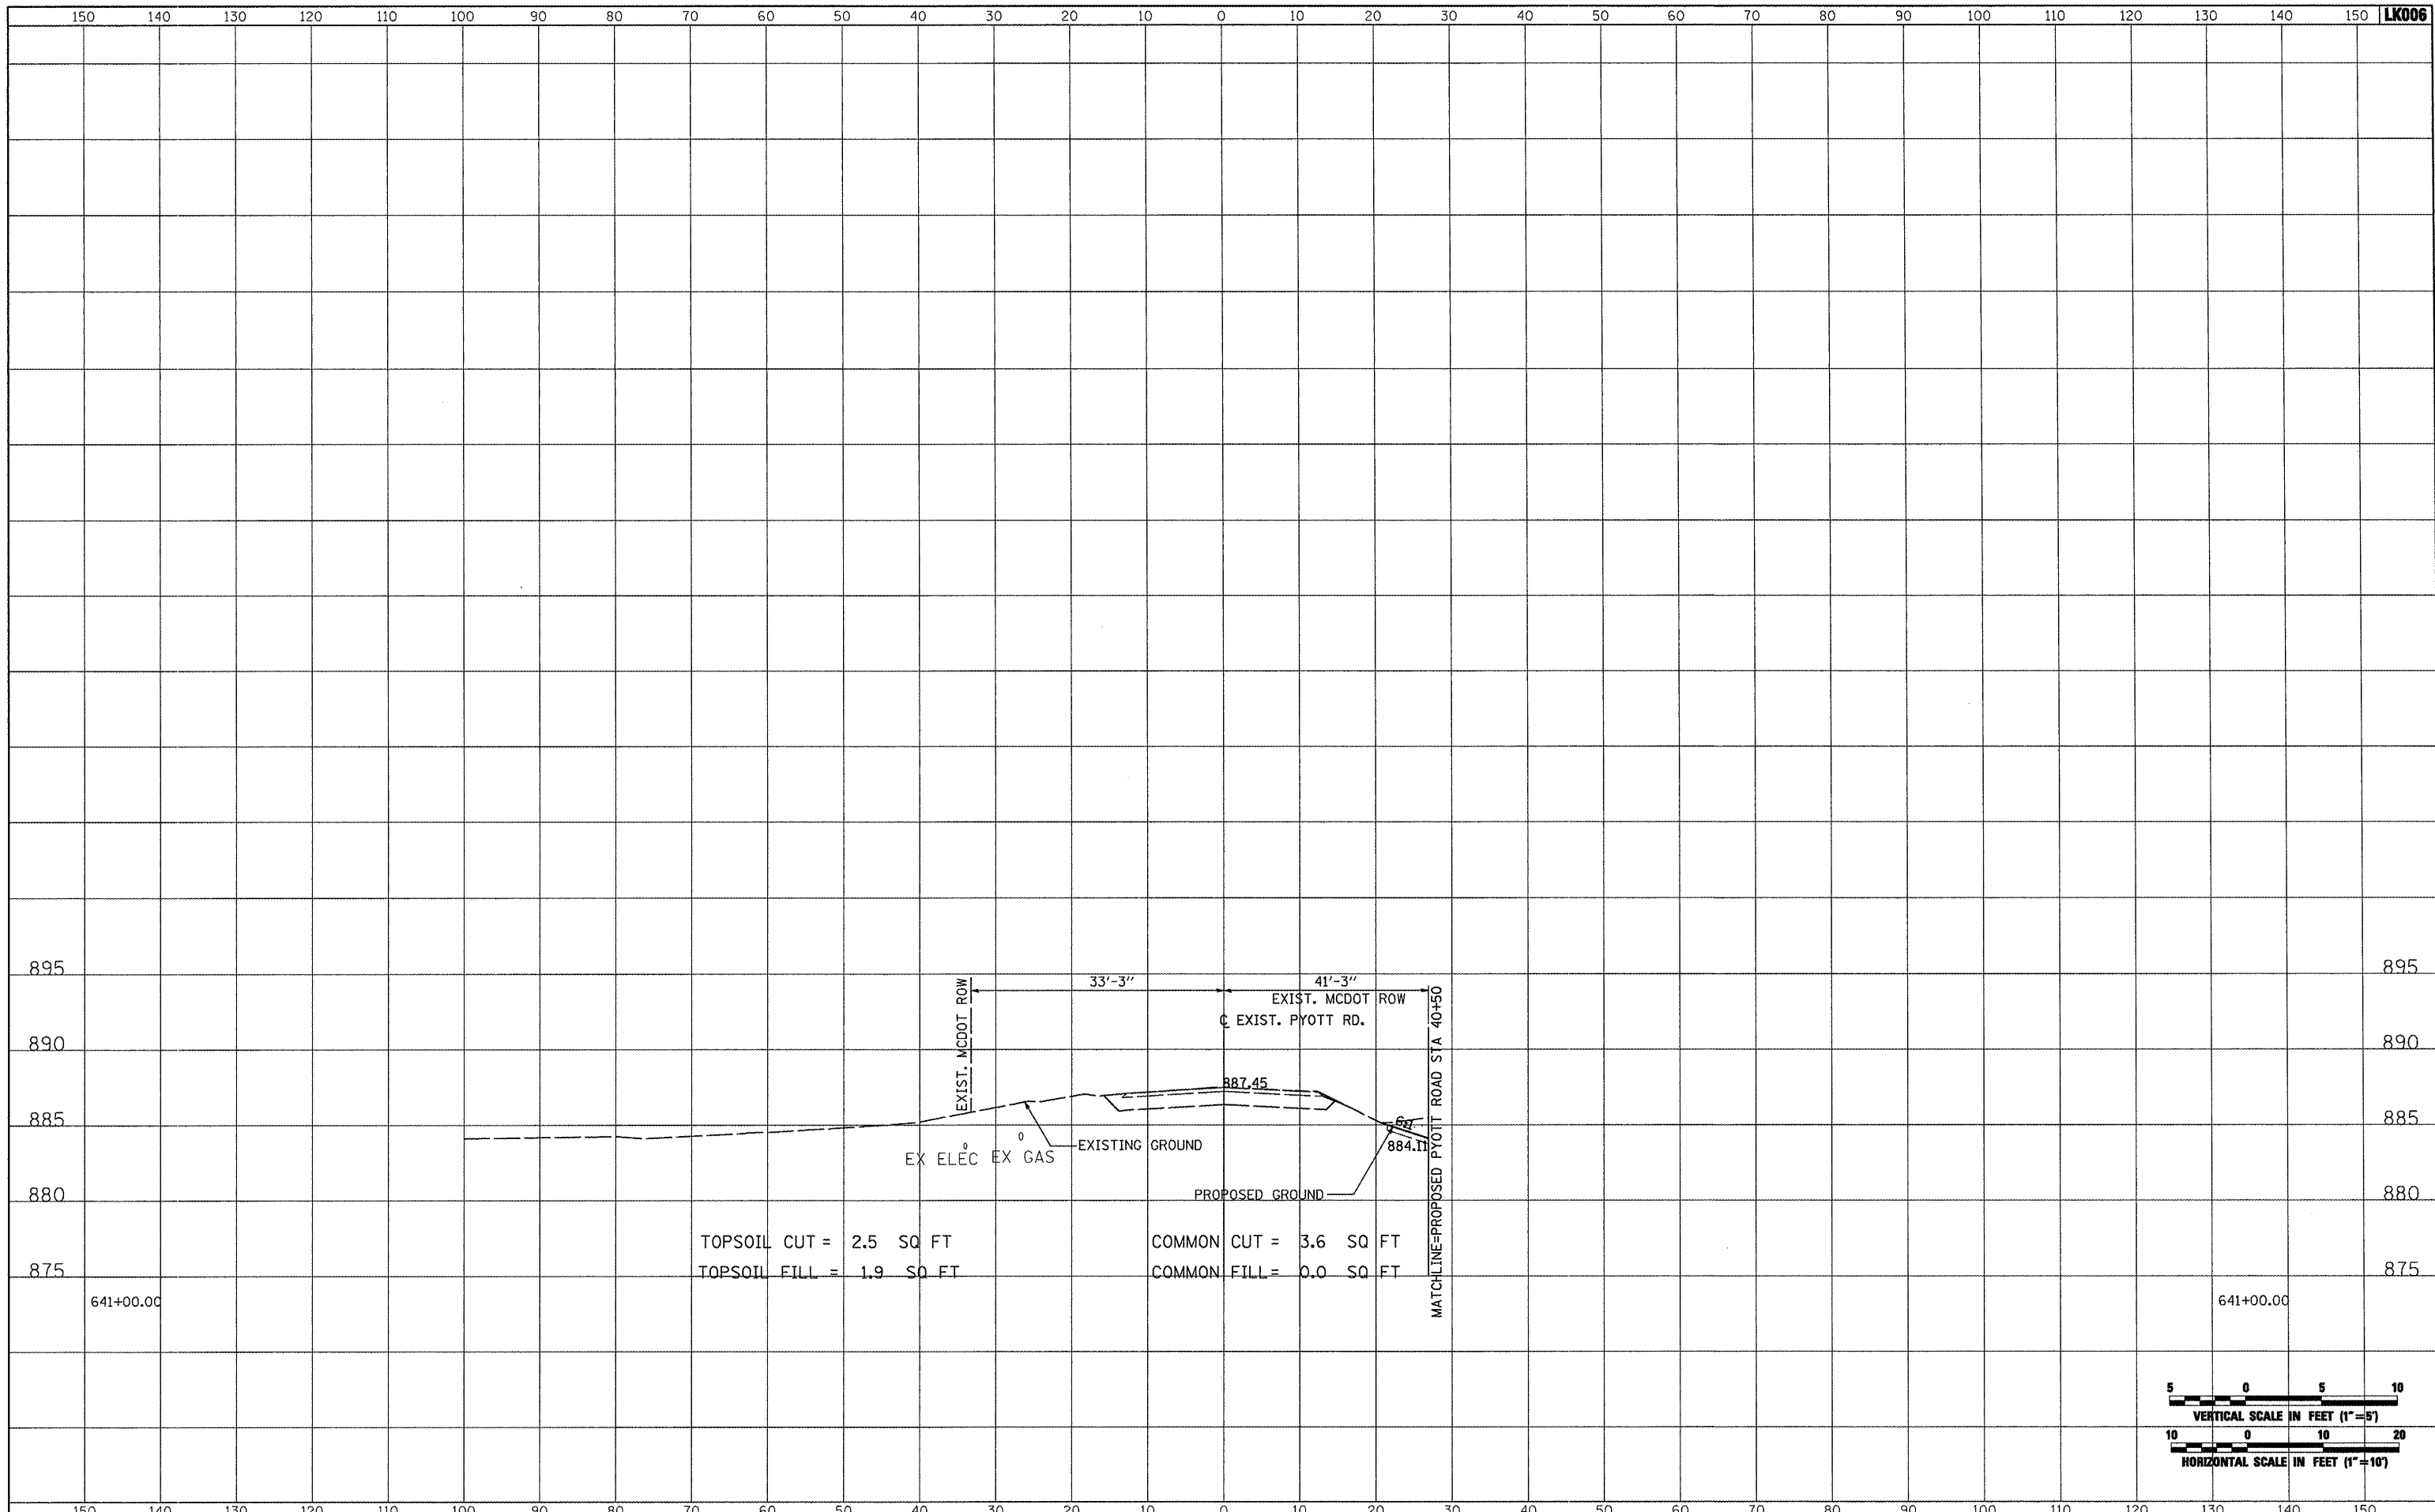 150 140 130 120 110 100 90 80 70 60 50 40 30 20 10 0 10 20 30 40 50 60 70 80 90 100 110 120 130 140 150 LK006
895 895
33'-3" 41'-3"
EXIST. MCDOT ROW
EXIST. MCDOT ROW
℄ EXIST. PYOTT RD.
MATCHLINE=PROPOSED PYOTT ROAD STA 40+50
890 890
887.45
885 885
884.11
EX ELEC EX GAS
EXISTING GROUND
880 880
PROPOSED GROUND
TOPSOIL CUT = 2.5 SQ FT COMMON CUT = 3.6 SQ FT
TOPSOIL FILL = 1.9 SQ FT COMMON FILL= 0.0 SQ FT
875 875
641+00.00 641+00.00
5 0 5 10
VERTICAL SCALE IN FEET (1"=5')
10 0 10 20
HORIZONTAL SCALE IN FEET (1"=10')
150 140 130 120 110 100 90 80 70 60 50 40 30 20 10 0 10 20 30 40 50 60 70 80 90 100 110 120 130 140 150